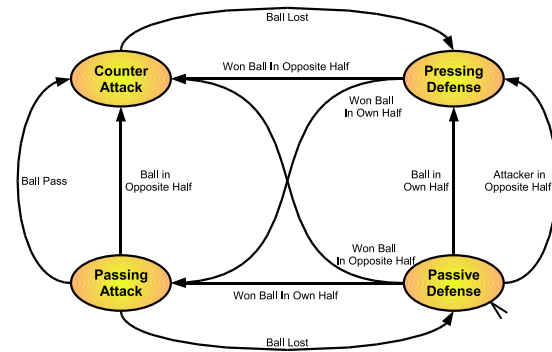 Ball Lost
Counter
Attack
Won Ball In Opposite Half
Pressing
Defense
Won Ball
In Own Half
Ball Pass
Ball in
Opposite Half
Ball in
Own Half
Attacker in
Opposite Half
Won Ball
In Opposite Half
Passing
Attack
Won Ball In Own Half
Passive
Defense
Ball Lost